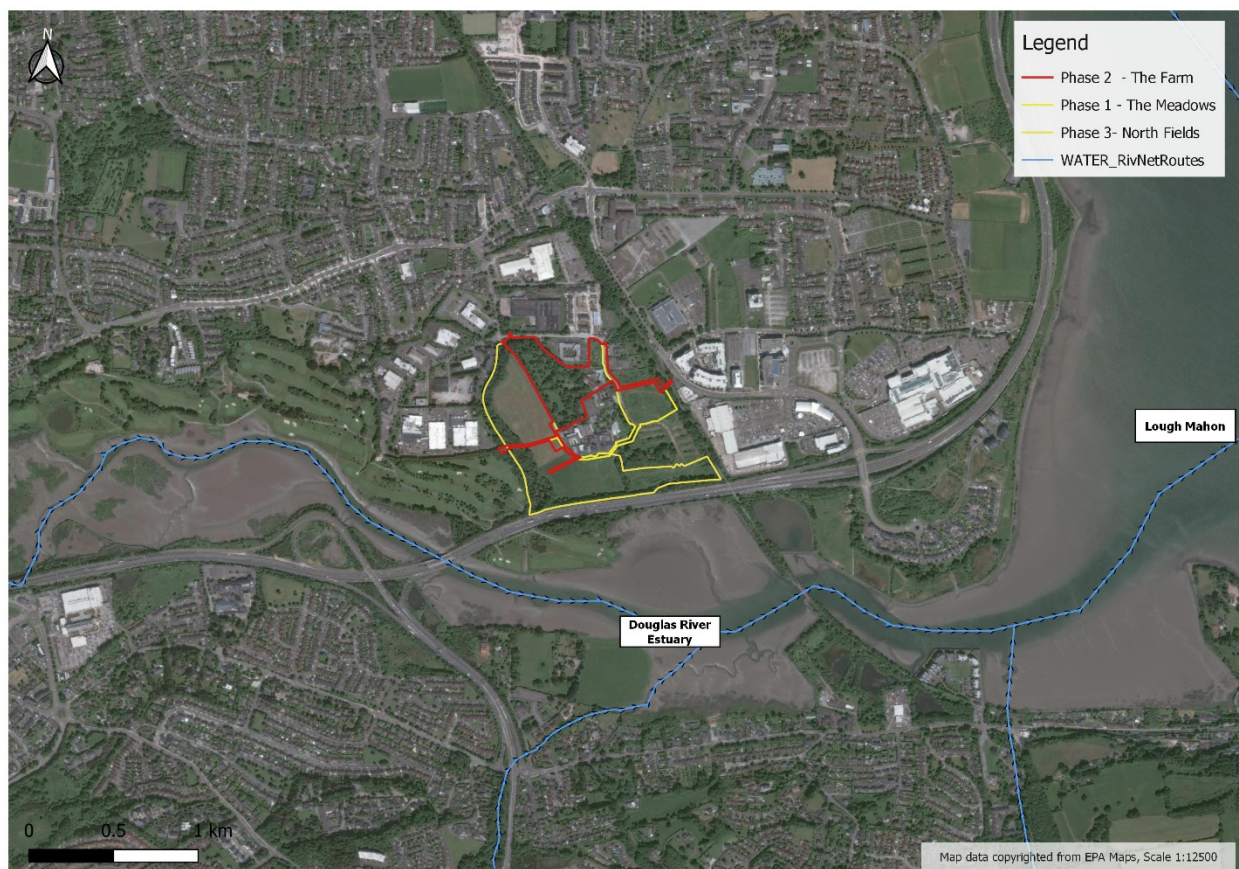 N
Legend
Phase 2 - The Farm
Phase 1 - The Meadows
Phase 3- North Fields
WATER_RivNetRoutes
Lough Mahon
Douglas River
Estuary
0 0.5 1 km
Map data copyrighted from EPA Maps, Scale 1:12500